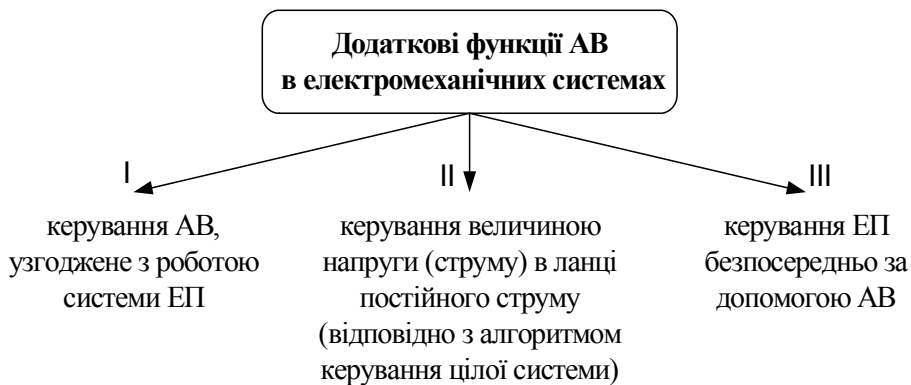 Додаткові функції АВ
в електромеханічних системах
I
керування АВ,
узгоджене з роботою
системи ЕП
II
керування величиною
напруги (струму) в ланці
постійного струму
(відповідно з алгоритмом
керування цілої системи)
III
керування ЕП
безпосередньо за
допомогою АВ